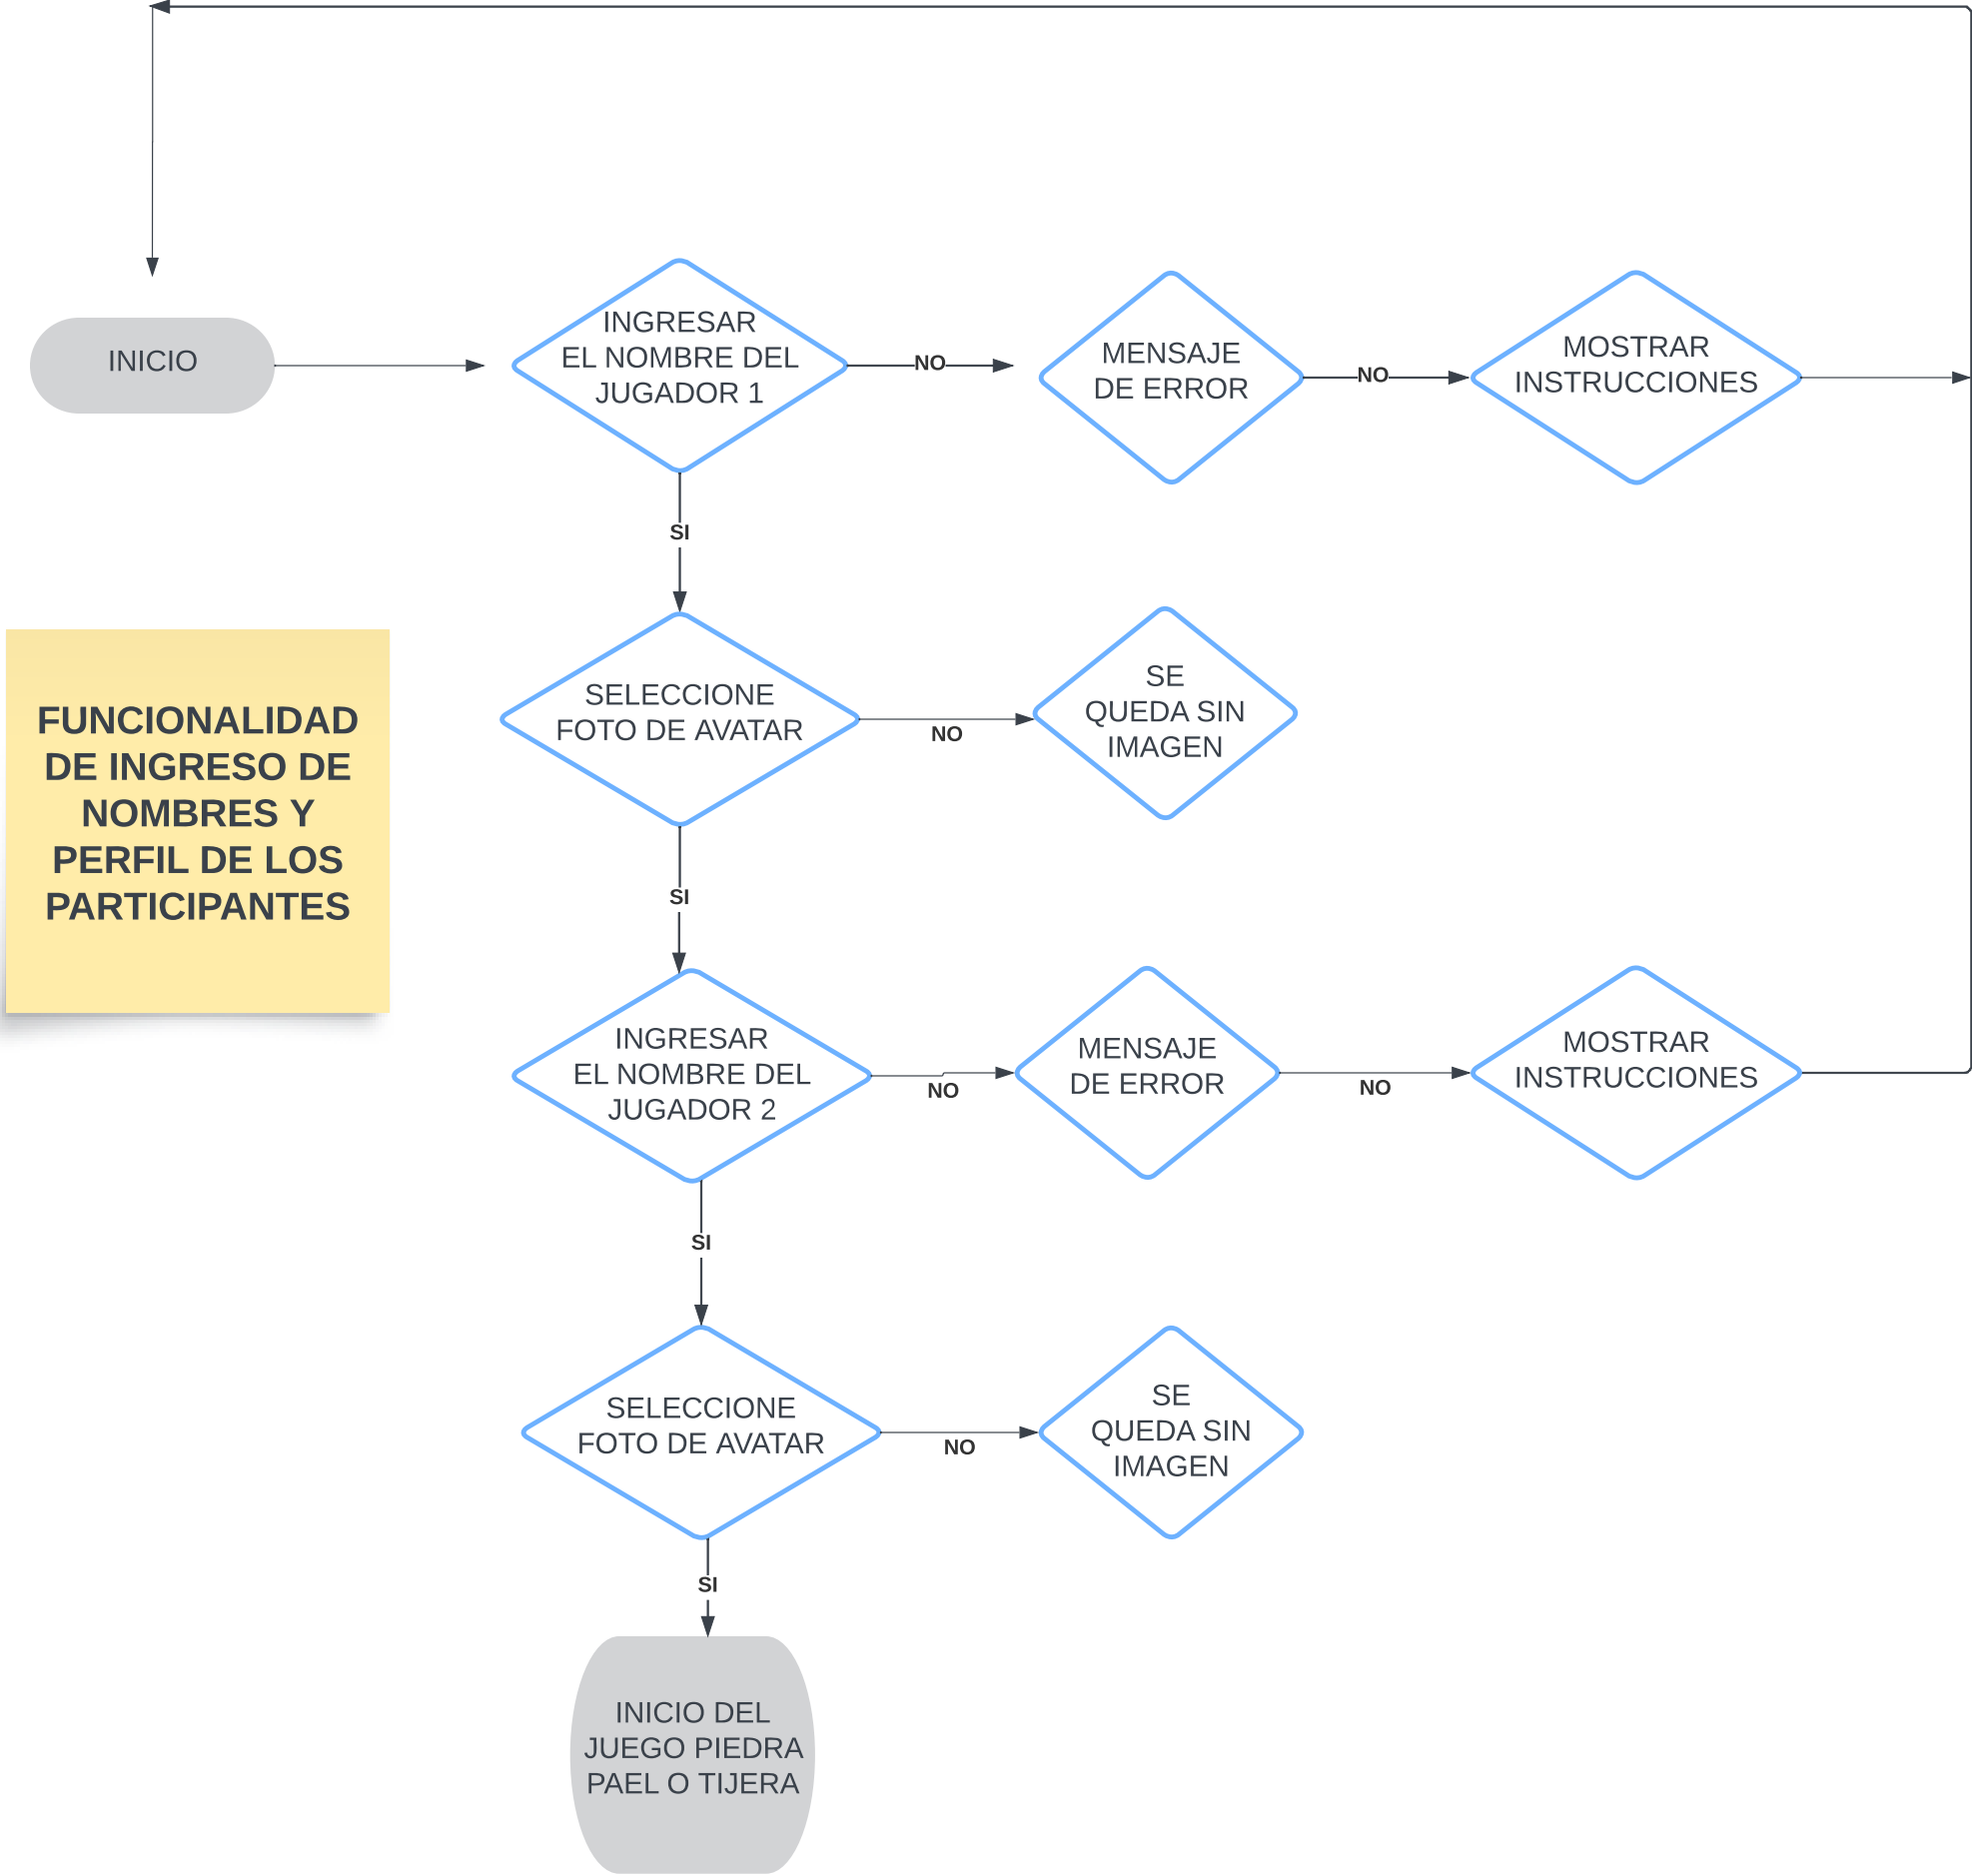 INICIO
INGRESAR
EL NOMBRE DEL
JUGADOR 1
NO
MENSAJE
DE ERROR
NO
MOSTRAR
INSTRUCCIONES
SI
FUNCIONALIDAD
DE INGRESO DE
NOMBRES Y
PERFIL DE LOS
PARTICIPANTES
SELECCIONE
FOTO DE AVATAR
NO
SE
QUEDA SIN
IMAGEN
SI
INGRESAR
EL NOMBRE DEL
JUGADOR 2
NO
MENSAJE
DE ERROR
NO
MOSTRAR
INSTRUCCIONES
SI
SELECCIONE
FOTO DE AVATAR
NO
SE
QUEDA SIN
IMAGEN
SI
INICIO DEL
JUEGO PIEDRA
PAEL O TIJERA